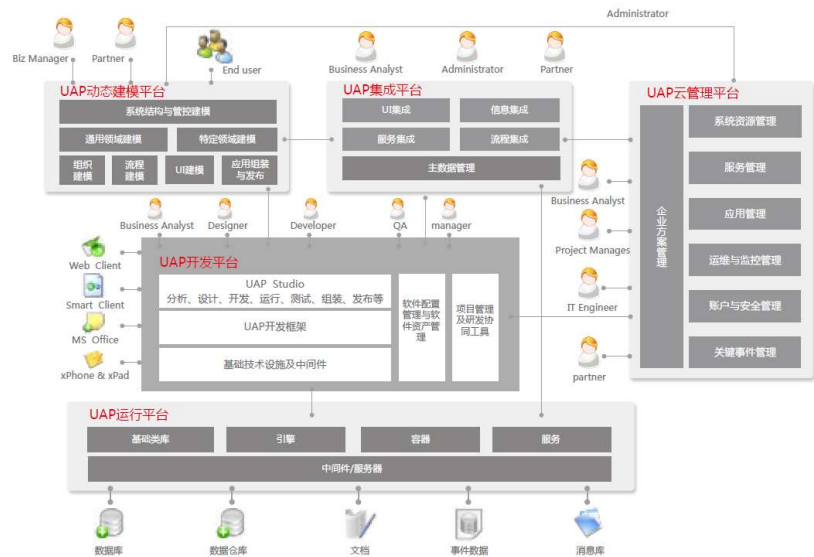 Administrator
Biz Manager
Partner
End user
Business Analyst
Administrator
Partner
UAP动态建模平台
系统结构与管控建模
通用领域建模
特定领域建模
组织
建模
流程
建模
UI建模
应用组装
与发布
UAP集成平台
UI集成
信息集成
服务集成
流程集成
主数据管理
UAP云管理平台
企业方案管理
系统资源管理
服务管理
应用管理
运维与监控管理
账户与安全管理
关键事件管理
Business Analyst
Project Manages
IT Engineer
partner
Business Analyst
Designer
Developer
QA
manager
Web Client
Smart Client
MS Office
xPhone & xPad
UAP开发平台
UAP Studio
分析、设计、开发、运行、测试、组装、发布等
UAP开发框架
基础技术设施及中间件
软件配置
管理与软
件资产管
理
项目管理
及研发协
同工具
UAP运行平台
基础类库
引擎
容器
服务
中间件/服务器
数据库
数据仓库
文档
事件数据
消息库